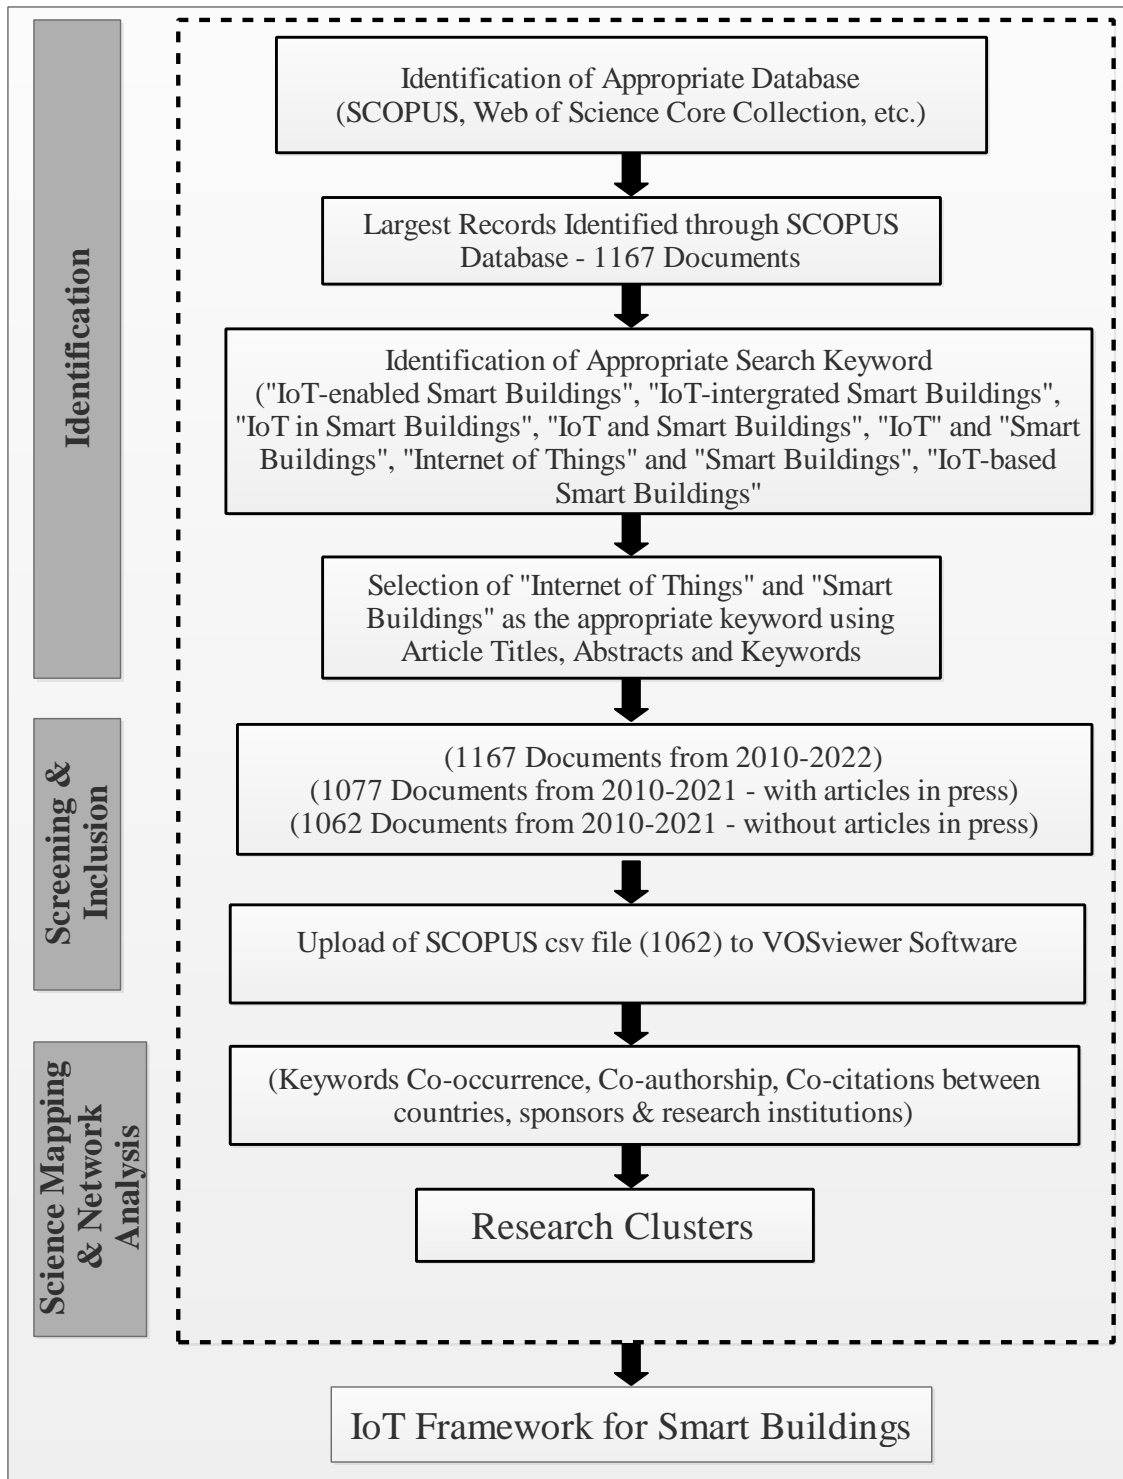 Identification
Identification of Appropriate Database
(SCOPUS, Web of Science Core Collection, etc.)
Largest Records Identified through SCOPUS
Database - 1167 Documents
Identification of Appropriate Search Keyword
("IoT-enabled Smart Buildings", "IoT-intergrated Smart Buildings",
"IoT in Smart Buildings", "IoT and Smart Buildings", "IoT" and "Smart
Buildings", "Internet of Things" and "Smart Buildings", "IoT-based
Smart Buildings"
Selection of "Internet of Things" and "Smart
Buildings" as the appropriate keyword using
Article Titles, Abstracts and Keywords
Screening &
Inclusion
(1167 Documents from 2010-2022)
(1077 Documents from 2010-2021 - with articles in press)
(1062 Documents from 2010-2021 - without articles in press)
Upload of SCOPUS csv file (1062) to VOSviewer Software
Science Mapping
& Network
Analysis
(Keywords Co-occurrence, Co-authorship, Co-citations between
countries, sponsors & research institutions)
Research Clusters
IoT Framework for Smart Buildings